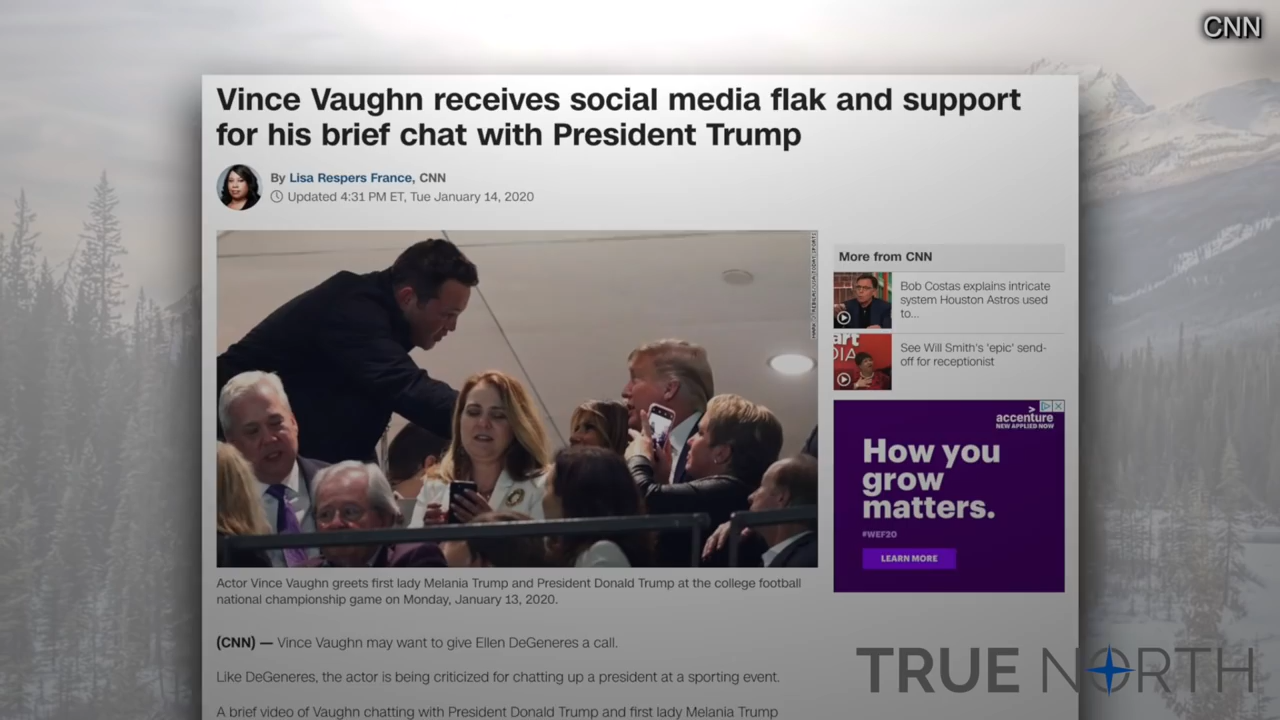 CNN
Vince Vaughn receives social media flak and support
for his brief chat with President Trump
By Lisa Respers France, CNN
Updated 4:31 PM ET, Tue January 14, 2020
More from CNN
Bob Costas explains intricate
system Houston Astros used
to...
See Will Smith's 'epic' send-
off for receptionist
accenture
NEW APPLIED NOW
How you
grow
matters.
#WEF20
LEARN MORE
Actor Vince Vaughn greets first lady Melania Trump and President Donald Trump at the college football
national championship game on Monday, January 13, 2020.
(CNN) — Vince Vaughn may want to give Ellen DeGeneres a call.
Like DeGeneres, the actor is being criticized for chatting up a president at a sporting event.
A brief video of Vaughn chatting with President Donald Trump and first lady Melania Trump
TRUE NORTH